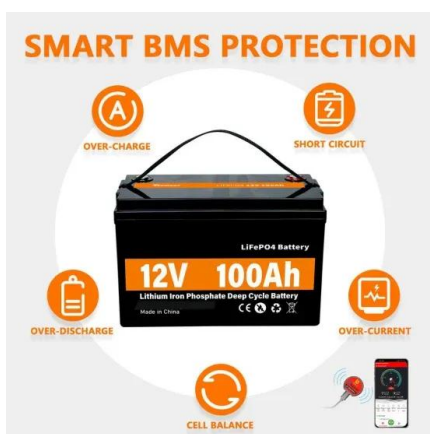 SMART BMS PROTECTION
A
OVER-CHARGE
SHORT CIRCUIT
LiFePO4 Battery
12V 100Ah
Lithium Iron Phosphate Deep Cycle Battery
Made in China
CE
OVER-DISCHARGE
OVER-CURRENT
CELL BALANCE